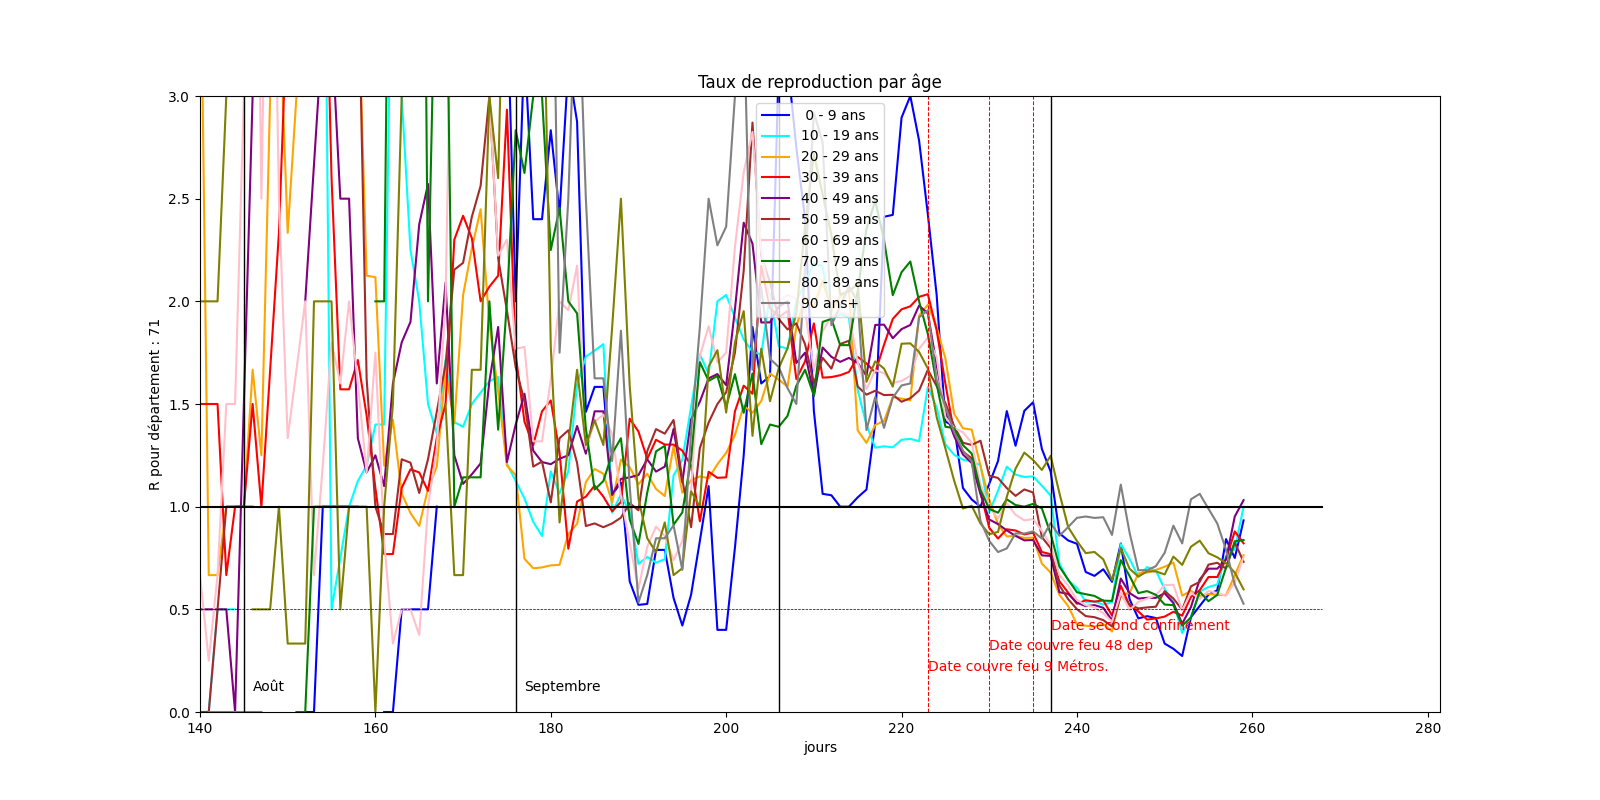 Taux de reproduction par âge
R pour département : 71
3.0
2.5
2.0
1.5
1.0
0.5
0.0
0 - 9 ans
10 - 19 ans
20 - 29 ans
30 - 39 ans
40 - 49 ans
50 - 59 ans
60 - 69 ans
70 - 79 ans
80 - 89 ans
90 ans+
Date second confinement
Date couvre feu 48 dep
Date couvre feu 9 Métros.
Août
Septembre
140
160
180
200
220
240
260
280
jours